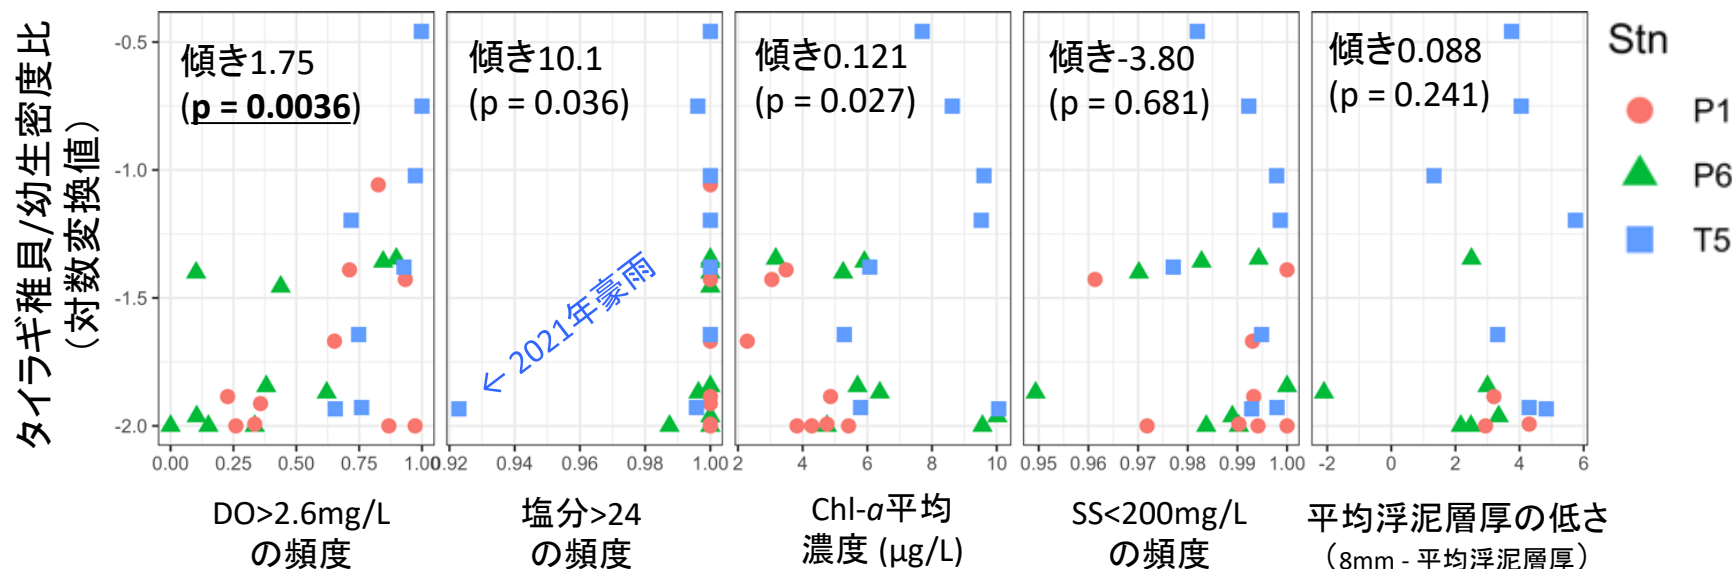 タイラギ稚貝/幼生密度比
（対数変換値）
-0.5
-1.0
-1.5
-2.0
傾き1.75
(p = 0.0036)
傾き10.1
(p = 0.036)
傾き0.121
(p = 0.027)
傾き-3.80
(p = 0.681)
傾き0.088
(p = 0.241)
← 2021年豪雨
Stn
P1
P6
T5
0.00 0.25 0.50 0.75 1.00
0.92 0.94 0.96 0.98 1.00
2 4 6 8 10
0.95 0.96 0.97 0.98 0.99 1.00
-2 0 2 4 6
DO>2.6mg/L
の頻度
塩分>24
の頻度
Chl-a平均
濃度 (μg/L)
SS<200mg/L
の頻度
平均浮泥層厚の低さ
（8mm - 平均浮泥層厚）